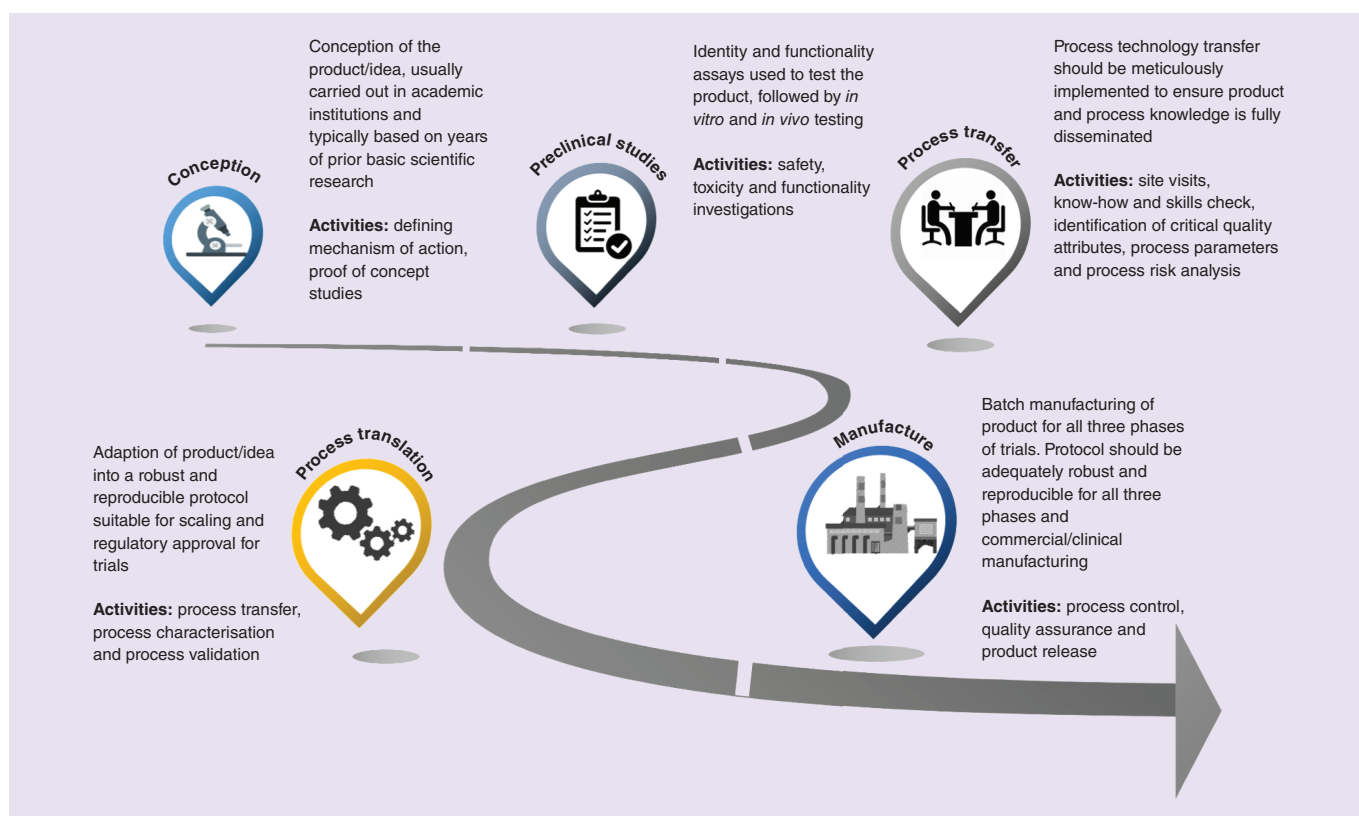 Conception
Conception of the
product/idea, usually
carried out in academic
institutions and
typically based on years
of prior basic scientific
research
Activities: defining
mechanism of action,
proof of concept
studies
Preclinical studies
Identity and functionality
assays used to test the
product, followed by in
vitro and in vivo testing
Activities: safety,
toxicity and functionality
investigations
Process transfer
Process technology transfer
should be meticulously
implemented to ensure product
and process knowledge is fully
disseminated
Activities: site visits,
know-how and skills check,
identification of critical quality
attributes, process parameters
and process risk analysis
Process translation
Adaption of product/idea
into a robust and
reproducible protocol
suitable for scaling and
regulatory approval for
trials
Activities: process transfer,
process characterisation
and process validation
Manufacture
Batch manufacturing of
product for all three phases
of trials. Protocol should be
adequately robust and
reproducible for all three
phases and
commercial/clinical
manufacturing
Activities: process control,
quality assurance and
product release